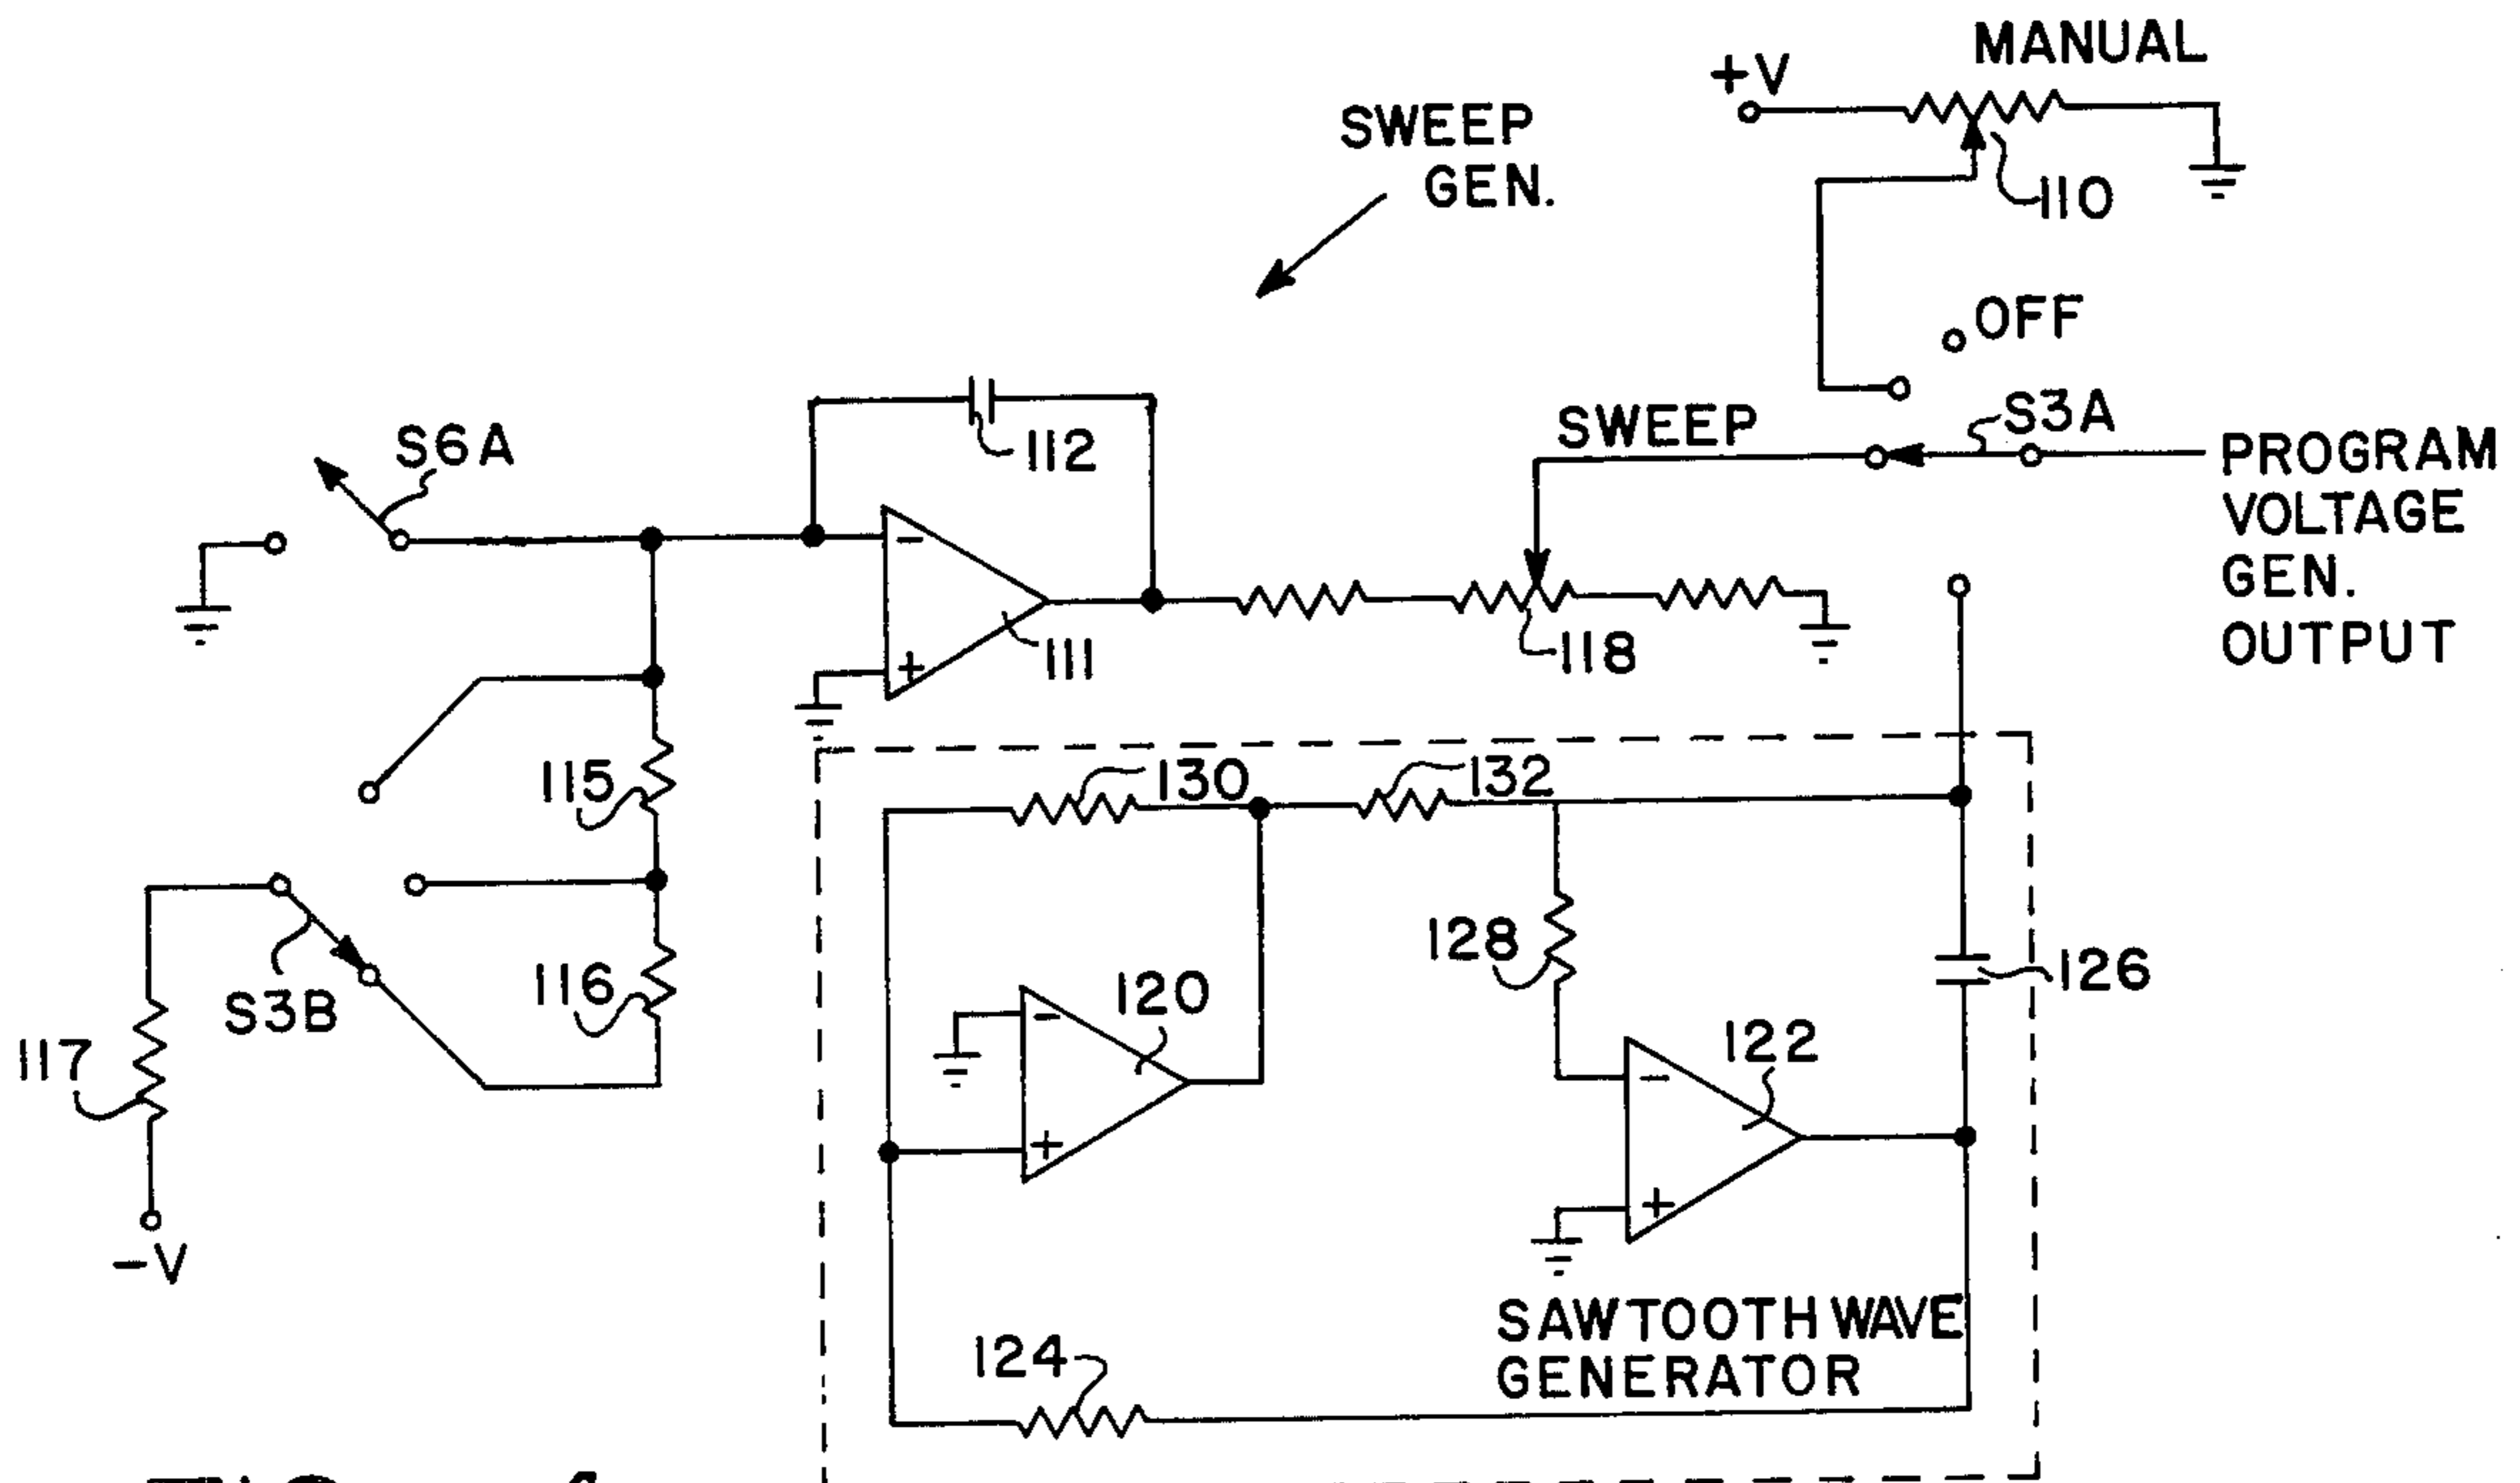 MANUAL
+V
SWEEP
GEN.
110
OFF
S6A
112
SWEEP
S3A
PROGRAM
VOLTAGE
GEN.
OUTPUT
-
+
111
118
115
130
132
S3B
116
117
-V
120
-
+
128
126
122
-
+
124
SAWTOOTH WAVE
GENERATOR